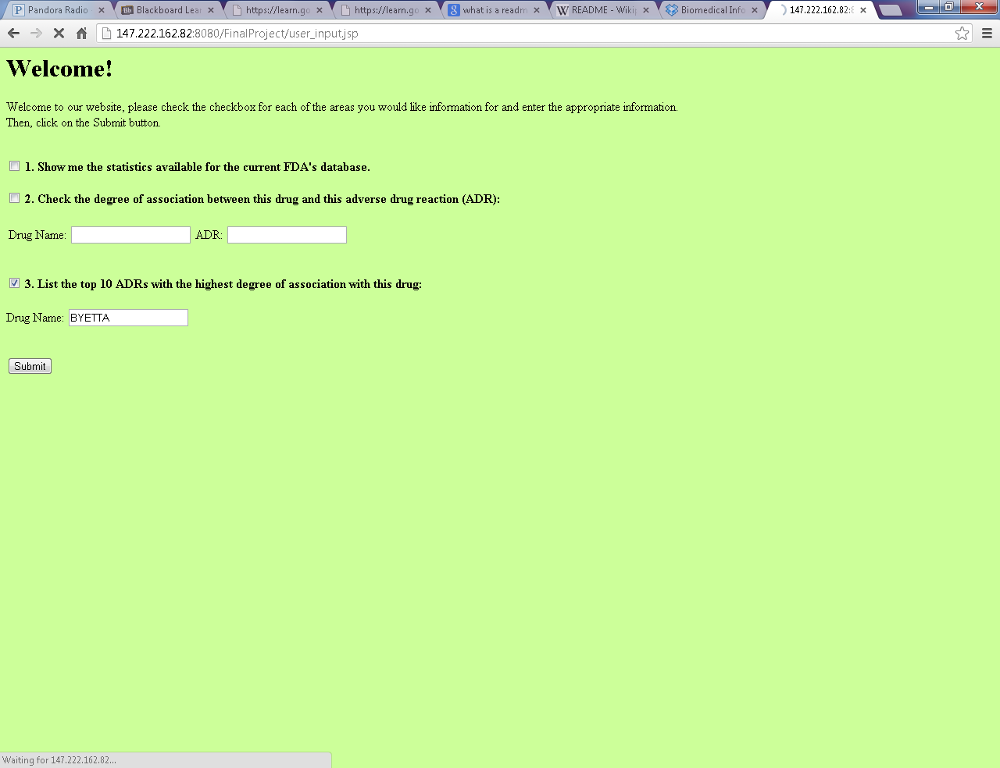 Pandora Radio
Blackboard Lear
https://learn.go
https://learn.go
what is a readm
README - Wikip
Biomedical Info
147.222.162.82:8
147.222.162.82:8080/FinalProject/user_input.jsp
Welcome!
Welcome to our website, please check the checkbox for each of the areas you would like information for and enter the appropriate information.
Then, click on the Submit button.
1. Show me the statistics available for the current FDA's database.
2. Check the degree of association between this drug and this adverse drug reaction (ADR):
Drug Name: ADR:
3. List the top 10 ADRs with the highest degree of association with this drug:
Drug Name: BYETTA
Submit
Waiting for 147.222.162.82...